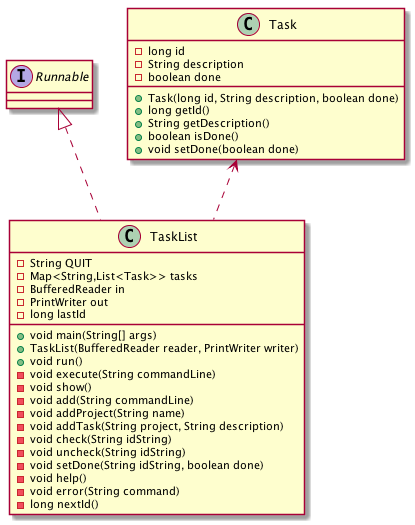 C Task
long id
String description
boolean done
Task(long id, String description, boolean done)
long getId()
String getDescription()
boolean isDone()
void setDone(boolean done)
I Runnable
C TaskList
String QUIT
Map<String,List<Task>> tasks
BufferedReader in
PrintWriter out
long lastId
void main(String[] args)
TaskList(BufferedReader reader, PrintWriter writer)
void run()
void execute(String commandLine)
void show()
void add(String commandLine)
void addProject(String name)
void addTask(String project, String description)
void check(String idString)
void uncheck(String idString)
void setDone(String idString, boolean done)
void help()
void error(String command)
long nextId()